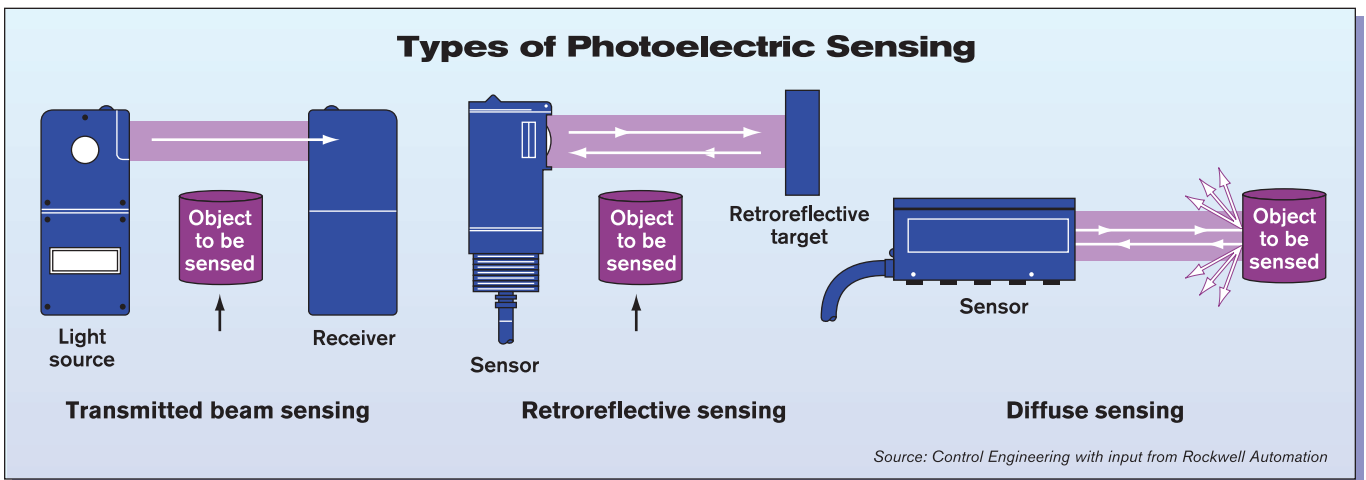 Types of Photoelectric Sensing
Object
to be
sensed
Light
source
Receiver
Transmitted beam sensing
Object
to be
sensed
Retroreflective
target
Sensor
Retroreflective sensing
Object
to be
sensed
Sensor
Diffuse sensing
Source: Control Engineering with input from Rockwell Automation